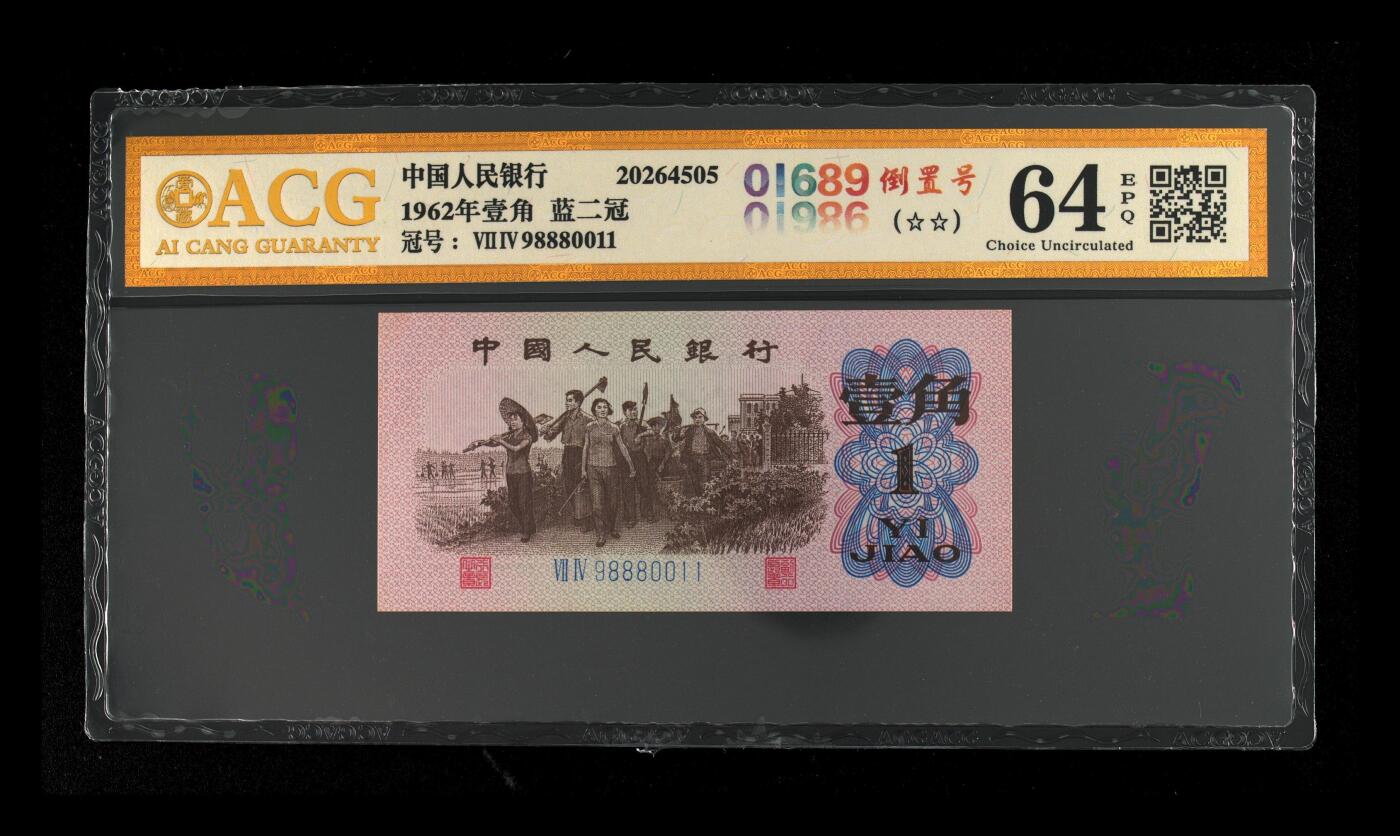 ACG
AI CANG GUARANTY
中国人民银行 20264505
1962年壹角 蓝二冠
冠号： ⅦⅣ98880011
01689 倒置号
01986 (☆☆)
64 EPQ
Choice Uncirculated
中國人民銀行
壹角
1
YI
JIAO
ⅦⅣ 98880011